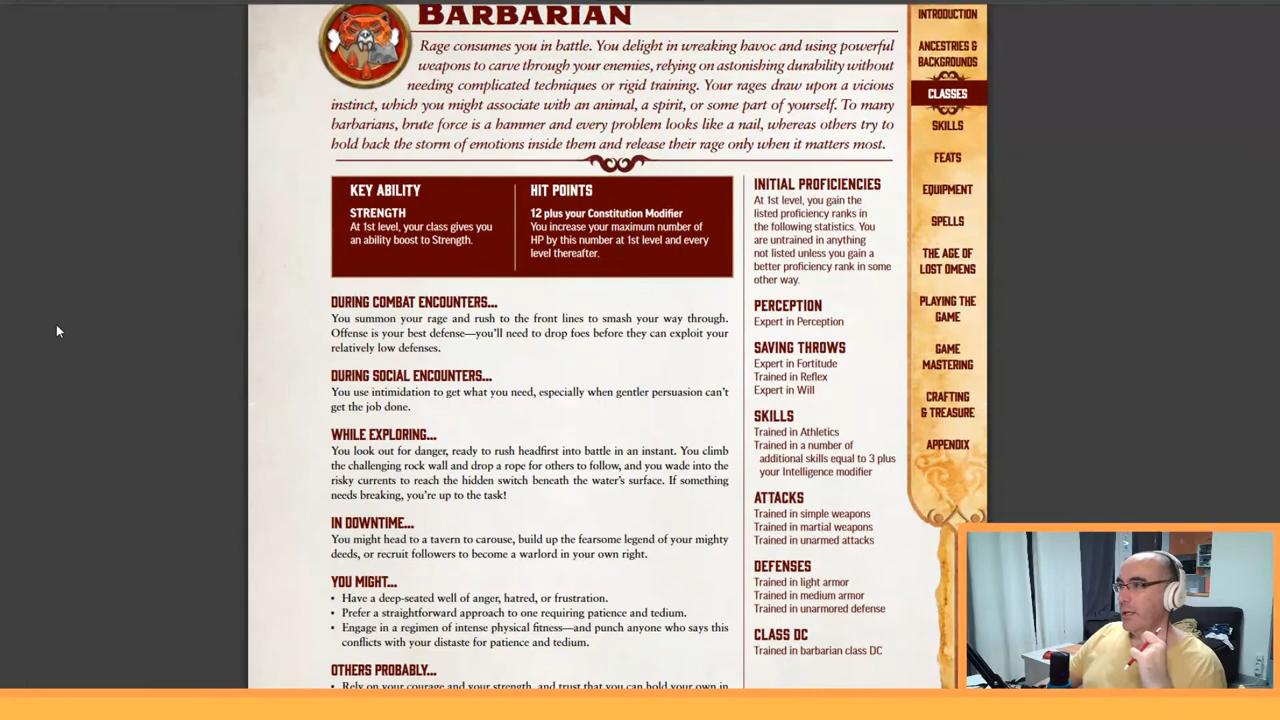 BARBARIAN
Rage consumes you in battle. You delight in wreaking havoc and using powerful
weapons to carve through your enemies, relying on astonishing durability without
needing complicated techniques or rigid training. Your rages draw upon a vicious
instinct, which you might associate with an animal, a spirit, or some part of yourself. To many
barbarians, brute force is a hammer and every problem looks like a nail, whereas others try to
hold back the storm of emotions inside them and release their rage only when it matters most.
KEY ABILITY
STRENGTH
At 1st level, your class gives you
an ability boost to Strength.
HIT POINTS
12 plus your Constitution Modifier
You increase your maximum number of
HP by this number at 1st level and every
level thereafter.
DURING COMBAT ENCOUNTERS...
You summon your rage and rush to the front lines to smash your way through.
Offense is your best defense—you'll need to drop foes before they can exploit your
relatively low defenses.
DURING SOCIAL ENCOUNTERS...
You use intimidation to get what you need, especially when gentler persuasion can't
get the job done.
WHILE EXPLORING...
You look out for danger, ready to rush headfirst into battle in an instant. You climb
the challenging rock wall and drop a rope for others to follow, and you wade into the
risky currents to reach the hidden switch beneath the water's surface. If something
needs breaking, you're up to the task!
IN DOWNTIME...
You might head to a tavern to carouse, build up the fearsome legend of your mighty
deeds, or recruit followers to become a warlord in your own right.
YOU MIGHT...
• Have a deep-seated well of anger, hatred, or frustration.
• Prefer a straightforward approach to one requiring patience and tedium.
• Engage in a regimen of intense physical fitness—and punch anyone who says this
conflicts with your distaste for patience and tedium.
OTHERS PROBABLY...
• Rely on your courage and your strength, and trust that you can hold your own in
INITIAL PROFICIENCIES
At 1st level, you gain the
listed proficiency ranks in
the following statistics. You
are untrained in anything
not listed unless you gain a
better proficiency rank in some
other way.
PERCEPTION
Expert in Perception
SAVING THROWS
Expert in Fortitude
Trained in Reflex
Expert in Will
SKILLS
Trained in Athletics
Trained in a number of
additional skills equal to 3 plus
your Intelligence modifier
ATTACKS
Trained in simple weapons
Trained in martial weapons
Trained in unarmed attacks
DEFENSES
Trained in light armor
Trained in medium armor
Trained in unarmored defense
CLASS DC
Trained in barbarian class DC
INTRODUCTION
ANCESTRIES &
BACKGROUNDS
CLASSES
SKILLS
FEATS
EQUIPMENT
SPELLS
THE AGE OF
LOST OMENS
PLAYING THE
GAME
GAME
MASTERING
CRAFTING
& TREASURE
APPENDIX